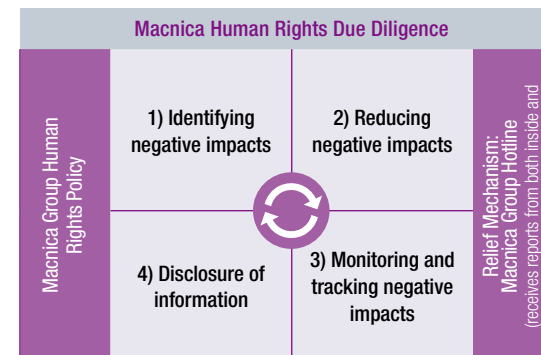 Macnica Human Rights Due Diligence
Macnica Group Human
Rights Policy
1) Identifying
negative impacts
2) Reducing
negative impacts
4) Disclosure of
information
3) Monitoring and
tracking negative
impacts
Relief Mechanism:
Macnica Group Hotline
(receives reports from both inside and